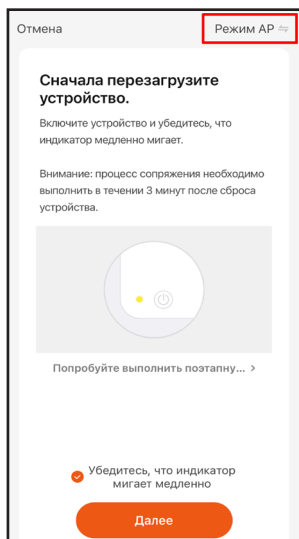 Отмена
Режим AP
Сначала перезагрузите
устройство.
Включите устройство и убедитесь, что
индикатор медленно мигает.
Внимание: процесс сопряжения необходимо
выполнить в течении 3 минут после сброса
устройства.
Попробуйте выполнить поэтапну... >
Убедитесь, что индикатор
мигает медленно
Далее